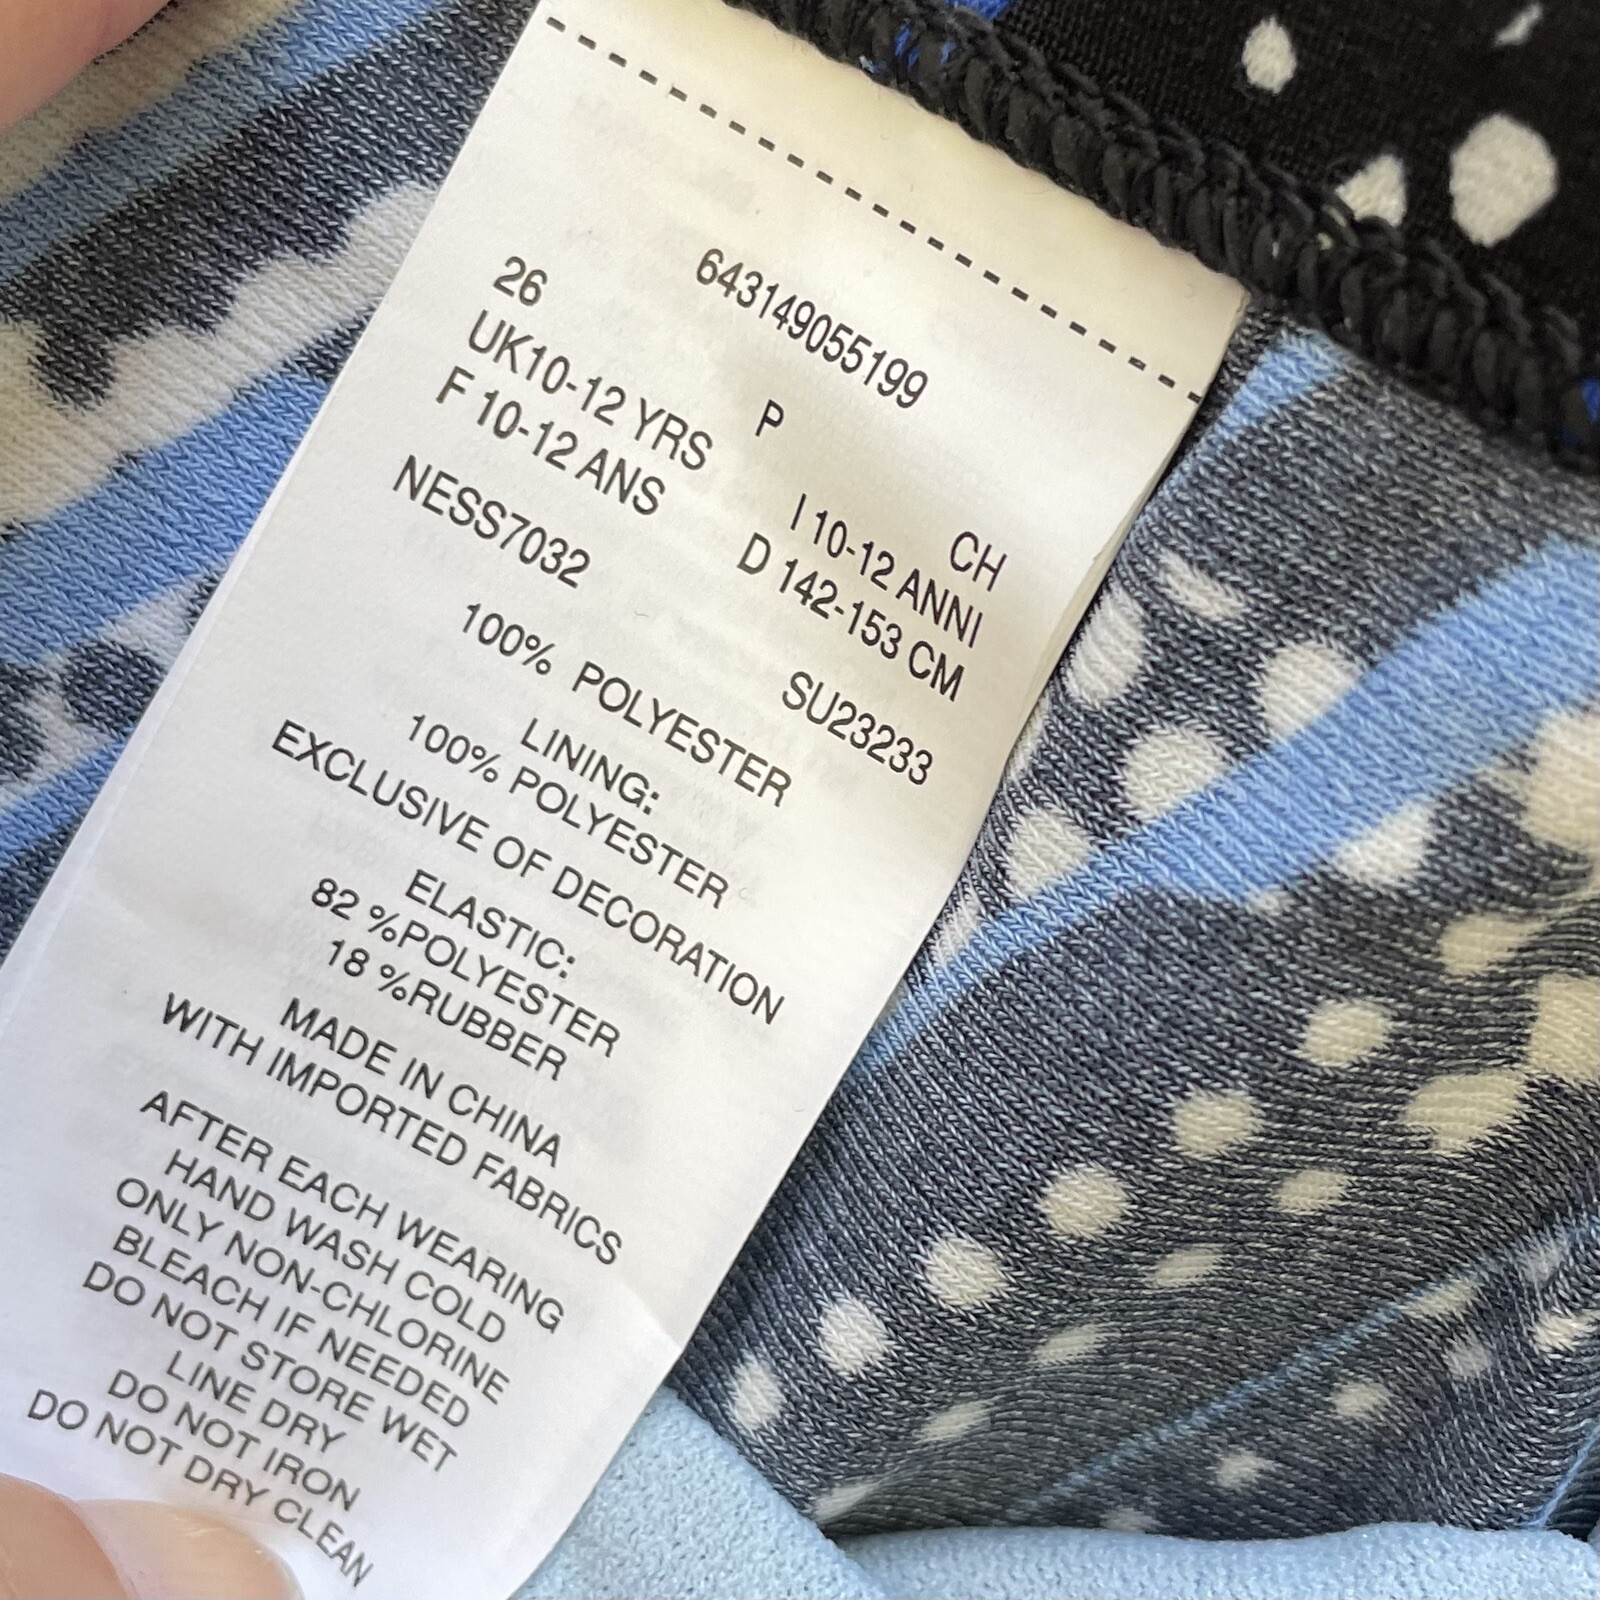 643149055199
26 P CH
UK10-12 YRS I 10-12 ANNI
F 10-12 ANS D 142-153 CM
NESS7032 SU23233
100% POLYESTER
LINING:
100% POLYESTER
EXCLUSIVE OF DECORATION
ELASTIC:
82 %POLYESTER
18 %RUBBER
MADE IN CHINA
WITH IMPORTED FABRICS
AFTER EACH WEARING
HAND WASH COLD
ONLY NON-CHLORINE
BLEACH IF NEEDED
DO NOT STORE WET
LINE DRY
DO NOT IRON
DO NOT DRY CLEAN